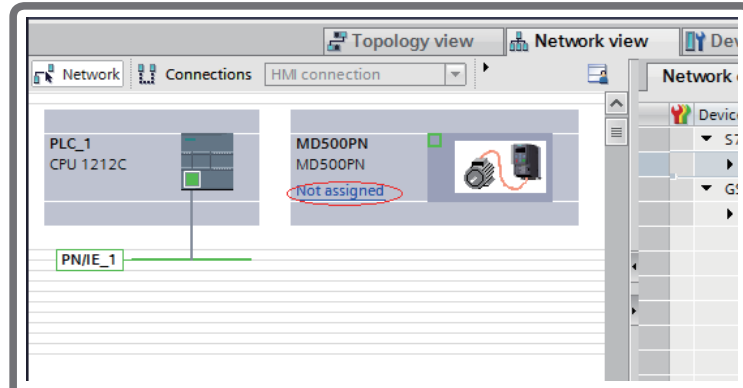 Topology view
Network view
Dev
Network
Connections
HMI connection
Network
Device
PLC_1
CPU 1212C
MD500PN
MD500PN
Not assigned
S7
GS
PN/IE_1